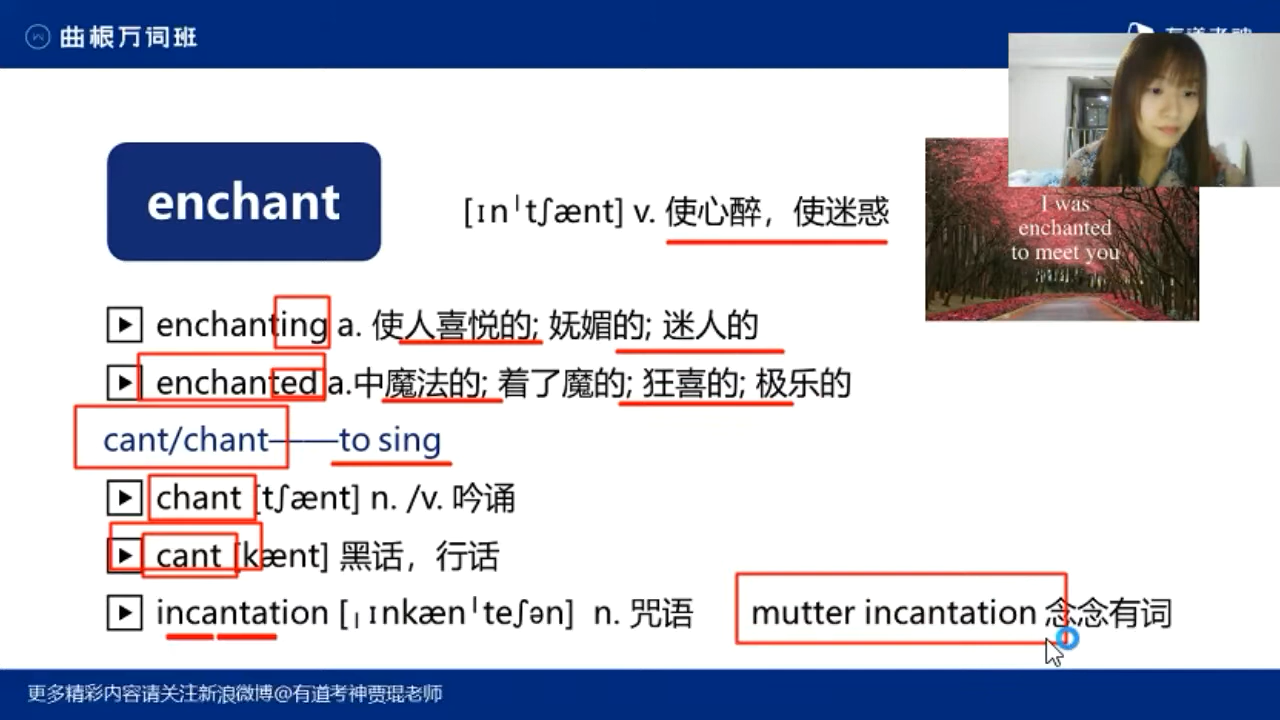 曲根万词班
有道考神
enchant
[ɪnˈtʃænt] v. 使心醉，使迷惑
I was
enchanted
to meet you
enchanting a. 使人喜悦的; 妩媚的; 迷人的
enchanted a.中魔法的; 着了魔的; 狂喜的; 极乐的
cant/chant——to sing
chant [tʃænt] n. /v. 吟诵
cant [kænt] 黑话，行话
incantation [ˌɪnkænˈteʃən] n. 咒语
mutter incantation 念念有词
更多精彩内容请关注新浪微博@有道考神贾琨老师